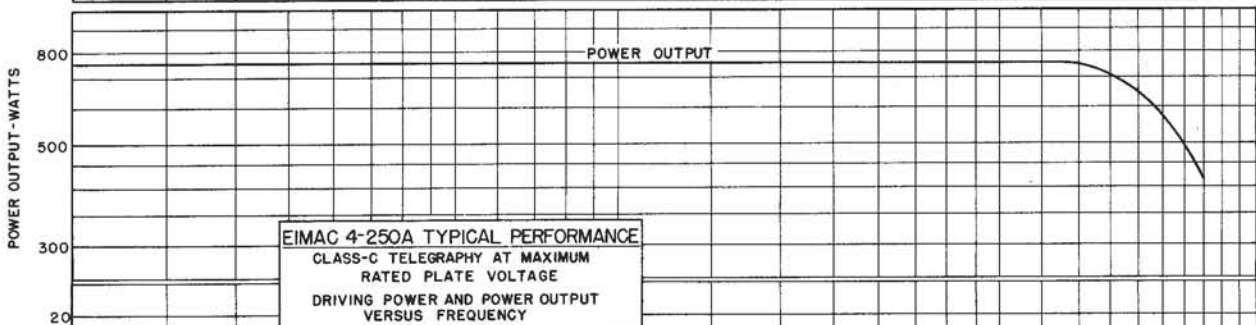 800
POWER OUTPUT
500
POWER OUTPUT-WATTS
300
EIMAC 4-250A TYPICAL PERFORMANCE
CLASS-C TELEGRAPHY AT MAXIMUM
RATED PLATE VOLTAGE
DRIVING POWER AND POWER OUTPUT
VERSUS FREQUENCY
20